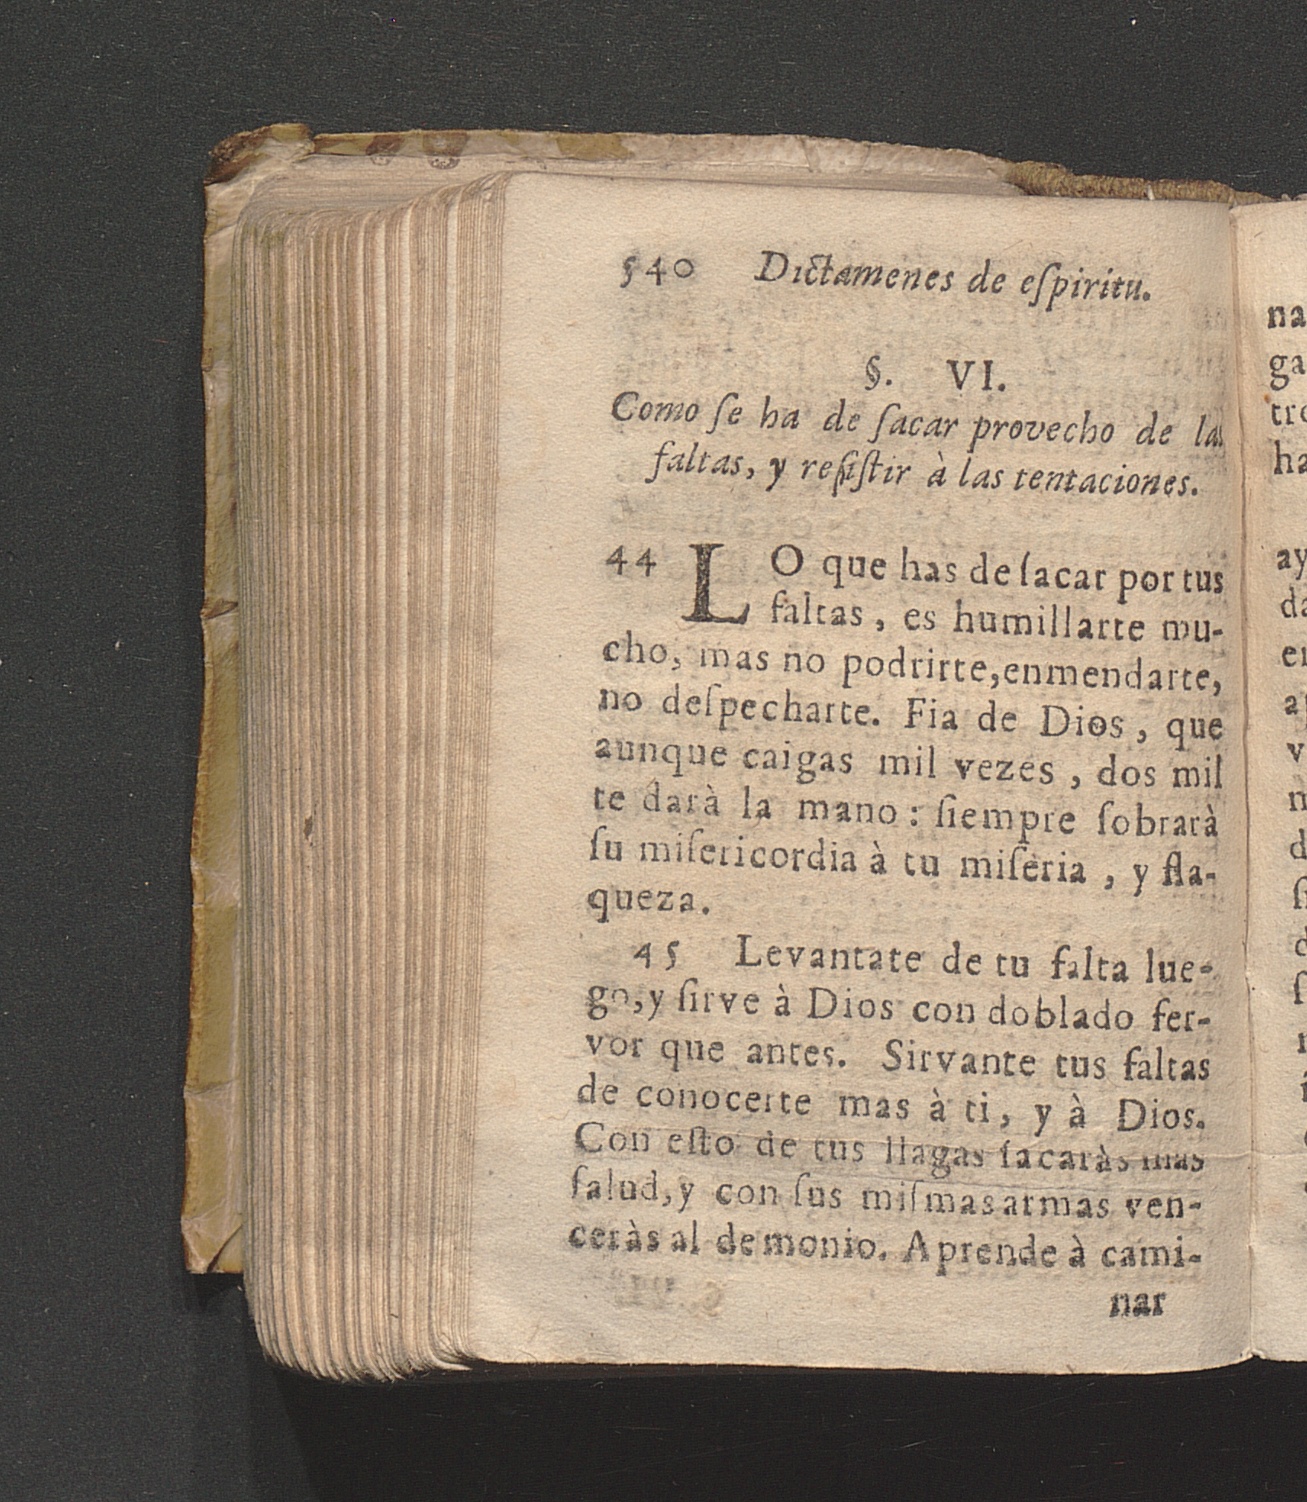 540 Dictamenes de eſpiritu.
§. VI.
Como ſe ha de ſacar provecho de las
faltas, y reſiſtir à las tentaciones.
44 LO que has de ſacar por tus
faltas, es humillarte mu-
cho, mas no podrirte, enmendarte,
no deſpecharte. Fia de Dios, que
aunque caigas mil vezes, dos mil
te darà la mano: ſiempre ſobrarà
ſu miſericordia à tu miſeria, y fla-
queza.
45 Levantate de tu falta lue-
go, y ſirve à Dios con doblado fer-
vor que antes. Sirvante tus faltas
de conocerte mas à ti, y à Dios.
Con eſto de tus llagas ſacaràs mas
ſalud, y con ſus miſmas armas ven-
ceràs al demonio. Aprende à cami-
nar
na
ga
ha
ay